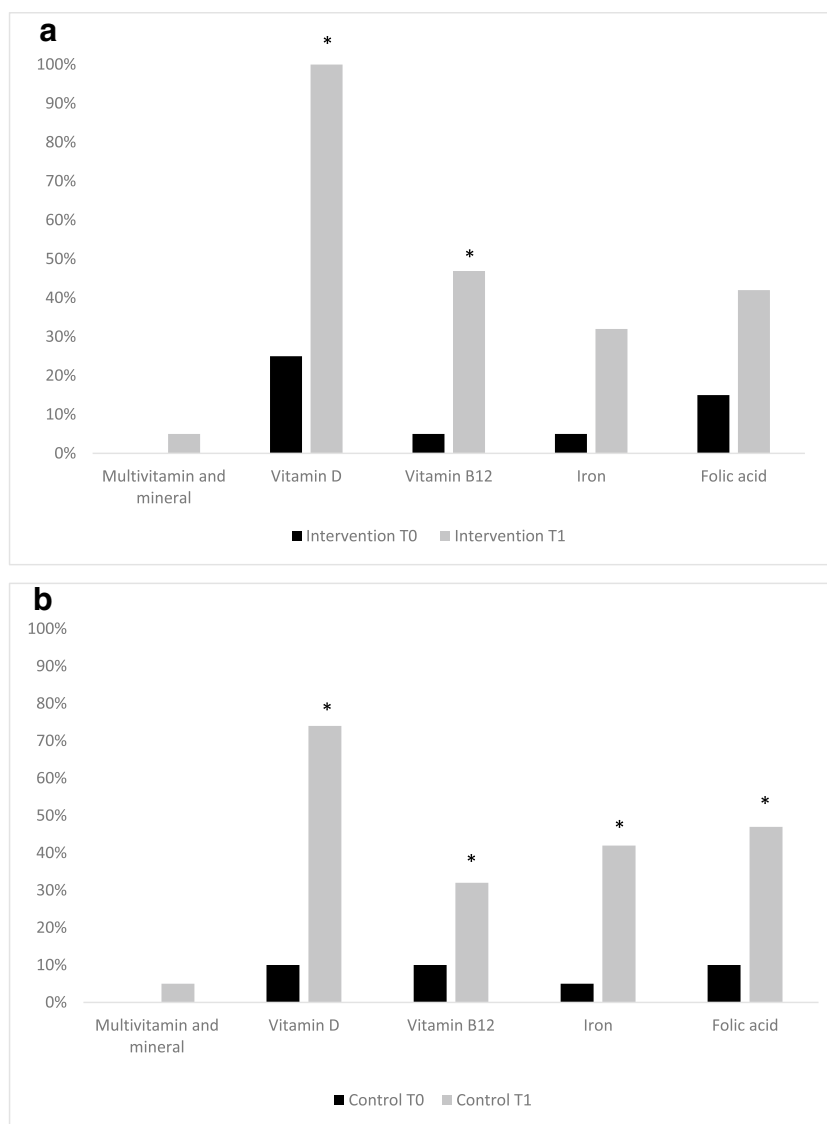 a
*
100%
90%
80%
70%
60%
50%
*
40%
30%
20%
10%
0%
Multivitamin and
mineral
Vitamin D
Vitamin B12
Iron
Folic acid
Intervention T0
Intervention T1
b
100%
90%
80%
*
70%
60%
50%
*
*
40%
*
30%
20%
10%
0%
Multivitamin and
mineral
Vitamin D
Vitamin B12
Iron
Folic acid
Control T0
Control T1